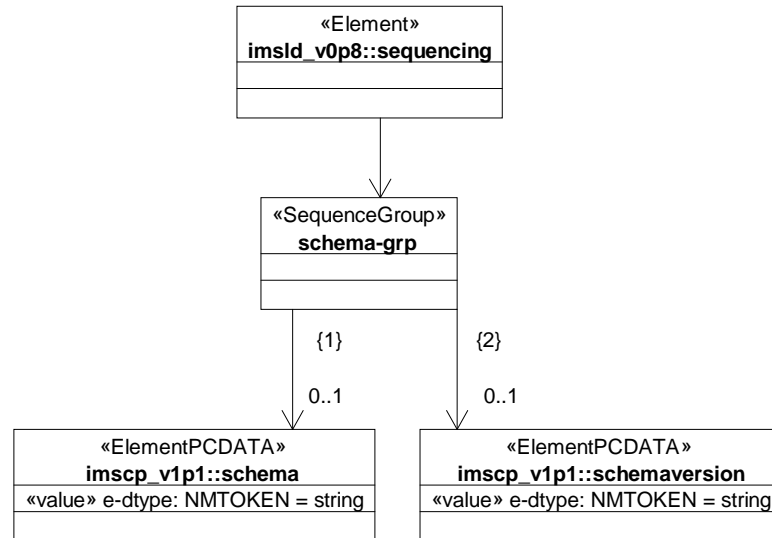 «Element»
imsld_v0p8::sequencing
«SequenceGroup»
schema-grp
{1}
{2}
0..1
0..1
«ElementPCDATA»
imscp_v1p1::schema
«value» e-dtype: NMTOKEN = string
«ElementPCDATA»
imscp_v1p1::schemaversion
«value» e-dtype: NMTOKEN = string